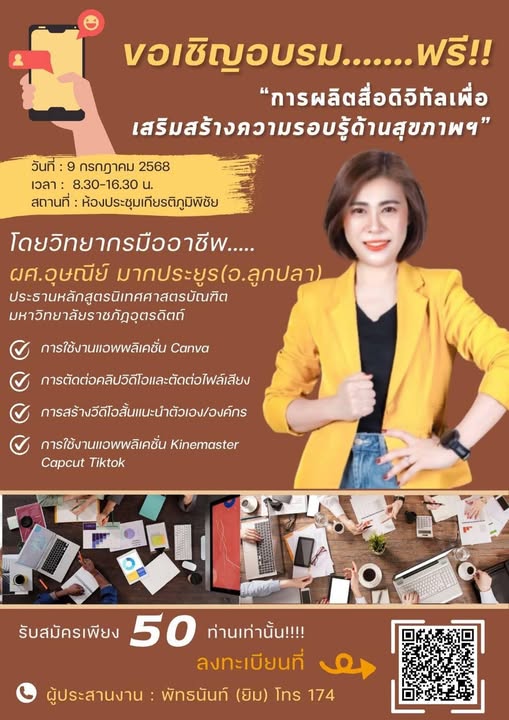 ขอเชิญอบรม.......ฟรี!!
“การผลิตสื่อดิจิทัลเพื่อ
เสริมสร้างความรอบรู้ด้านสุขภาพฯ”
วันที่ : 9 กรกฎาคม 2568
เวลา : 8.30-16.30 น.
สถานที่ : ห้องประชุมเกียรติภูมิพิชัย
โดยวิทยากรมืออาชีพ.....
ผศ.อุษณีย์ มากประยูร(อ.ลูกปลา)
ประธานหลักสูตรนิเทศศาสตรบัณฑิต
มหาวิทยาลัยราชภัฏอุตรดิตถ์
การใช้งานแอพพลิเคชั่น Canva
การตัดต่อคลิปวิดีโอและตัดต่อไฟล์เสียง
การสร้างวีดีโอสั้นแนะนำตัวเอง/องค์กร
การใช้งานแอพพลิเคชั่น Kinemaster
Capcut Tiktok
รับสมัครเพียง 50 ท่านเท่านั้น!!!!
ลงทะเบียนที่
ผู้ประสานงาน : พัทธนันท์ (ยิม) โทร 174